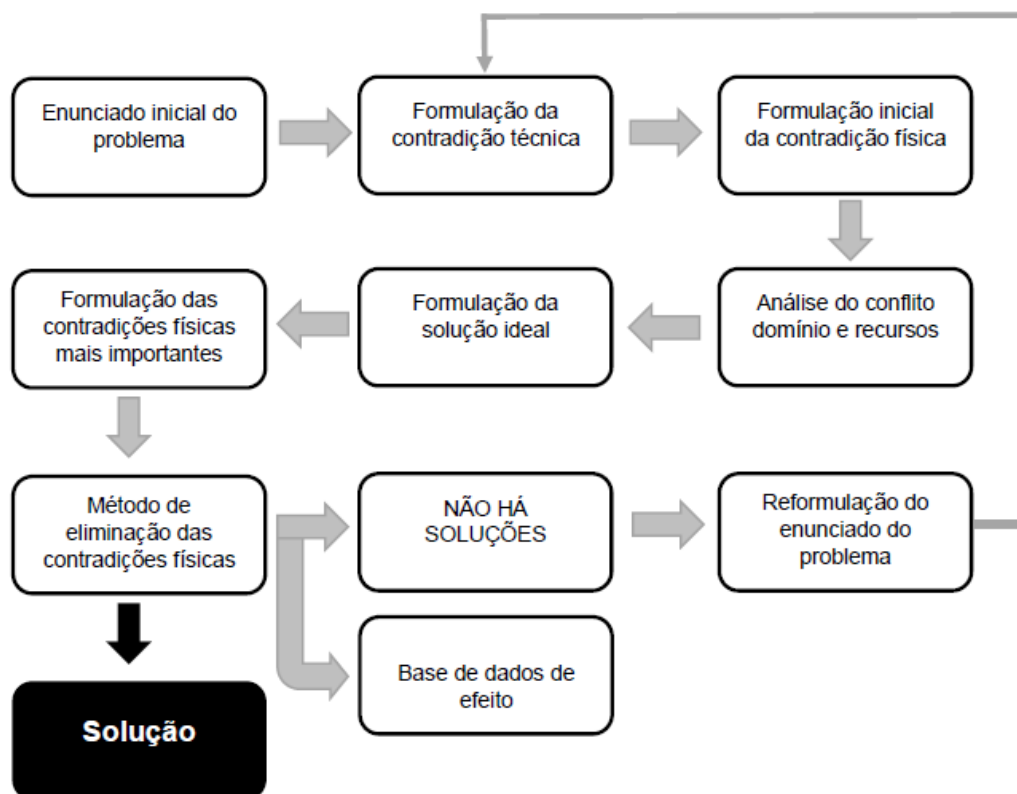 Enunciado inicial do
problema
Formulação da
contradição técnica
Formulação inicial
da contradição física
Formulação das
contradições físicas
mais importantes
Formulação da
solução ideal
Análise do conflito
domínio e recursos
Método de
eliminação das
contradições físicas
NÃO HÁ
SOLUÇÕES
Reformulação do
enunciado do
problema
Base de dados de
efeito
Solução